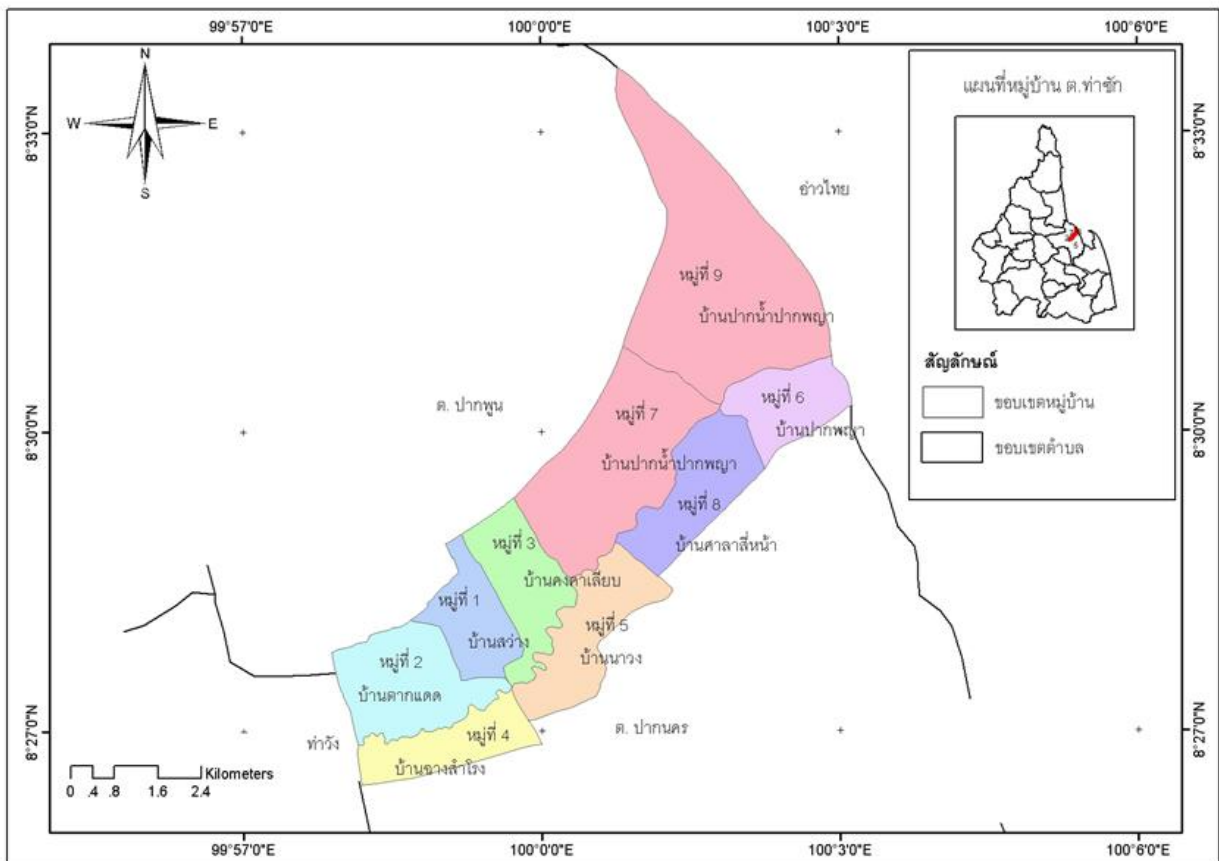 99°57'0"E 100°0'0"E 100°3'0"E 100°6'0"E
N
W E
S
8°33'0"N
8°33'0"N
แผนที่หมู่บ้าน ต.ท่าซัก
อ่าวไทย
หมู่ที่ 9
บ้านปากน้ำปากพญา
สัญลักษณ์
ขอบเขตหมู่บ้าน
ขอบเขตตำบล
หมู่ที่ 6
บ้านปากพญา
ต. ปากพูน
หมู่ที่ 7
บ้านปากน้ำปากพญา
8°30'0"N
8°30'0"N
หมู่ที่ 8
บ้านศาลาสี่หน้า
หมู่ที่ 3
บ้านคงคาเลียบ
หมู่ที่ 1
บ้านสว่าง
หมู่ที่ 5
บ้านนาวง
หมู่ที่ 2
บ้านตากแดด
8°27'0"N
8°27'0"N
ท่าวัง
หมู่ที่ 4
บ้านฉางสำโรง
ต. ปากนคร
Kilometers
0 .4 .8 1.6 2.4
99°57'0"E 100°0'0"E 100°3'0"E 100°6'0"E